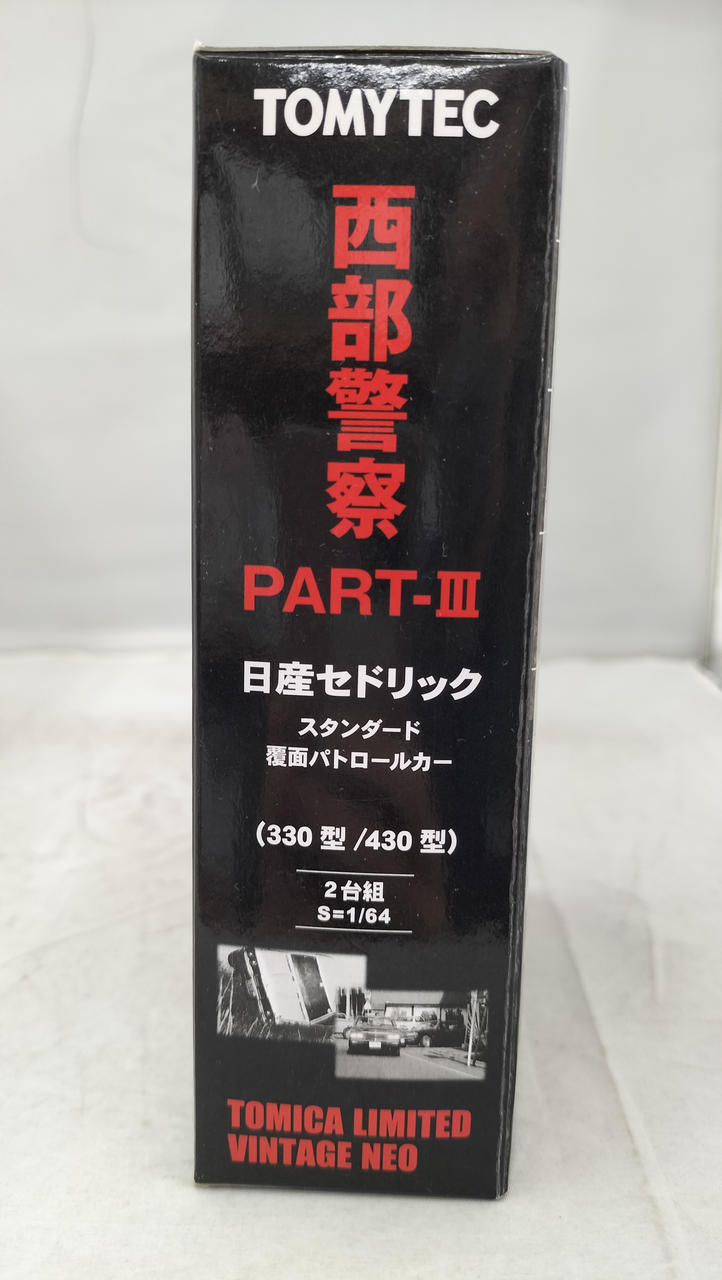 TOMYTEC
西部警察
PART-III
日産セドリック
スタンダード
覆面パトロールカー
(330型/430型)
2台組
S=1/64
TOMICA LIMITED
VINTAGE NEO